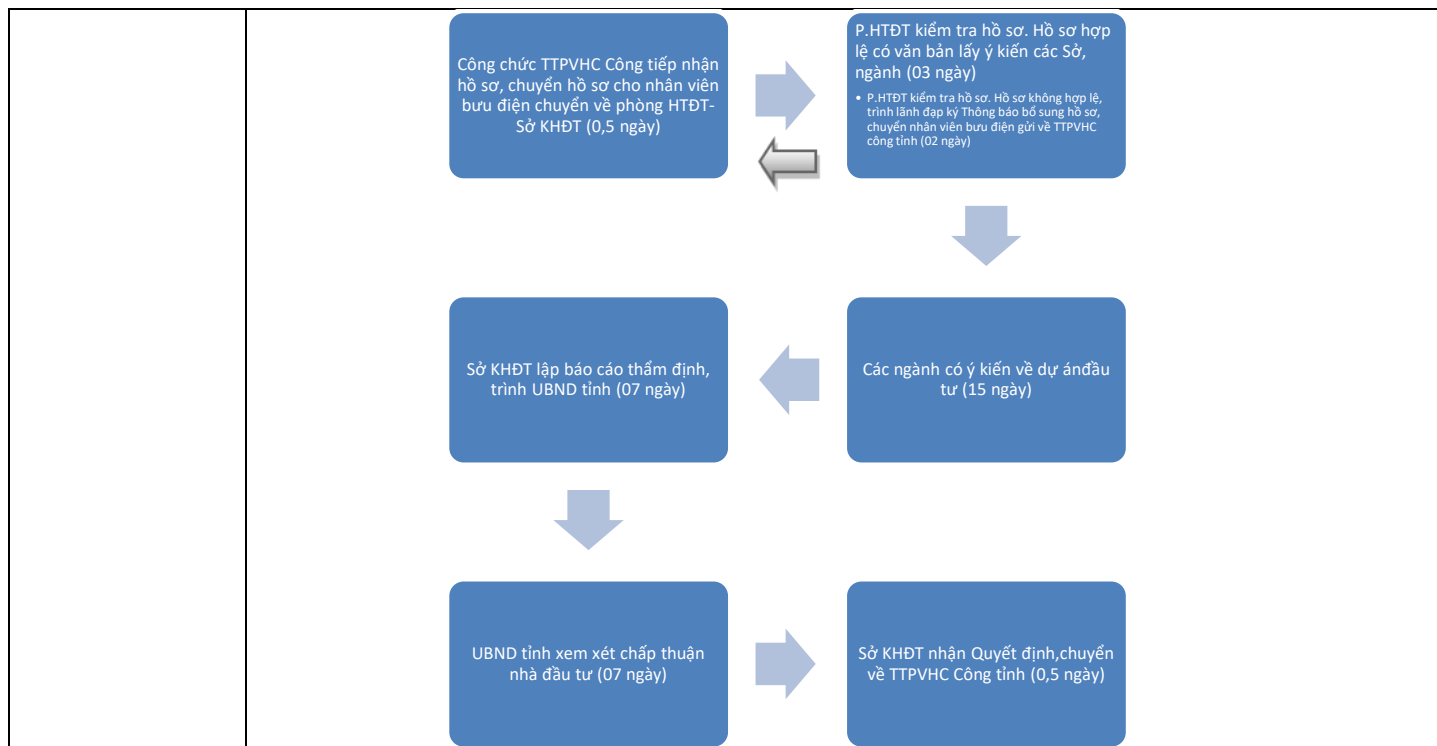 Công chức TTPVHC Công tiếp nhận
hồ sơ, chuyển hồ sơ cho nhân viên
bưu điện chuyển về phòng HTĐT-
Sở KHĐT (0,5 ngày)
P.HTĐT kiểm tra hồ sơ. Hồ sơ hợp
lệ có văn bản lấy ý kiến các Sở,
ngành (03 ngày)
• P.HTĐT kiểm tra hồ sơ. Hồ sơ không hợp lệ,
trình lãnh đạp ký Thông báo bổ sung hồ sơ,
chuyển nhân viên bưu điện gửi về TTPVHC
công tỉnh (02 ngày)
Các ngành có ý kiến về dự ánđầu
tư (15 ngày)
Sở KHĐT lập báo cáo thẩm định,
trình UBND tỉnh (07 ngày)
UBND tỉnh xem xét chấp thuận
nhà đầu tư (07 ngày)
Sở KHĐT nhận Quyết định,chuyển
về TTPVHC Công tỉnh (0,5 ngày)